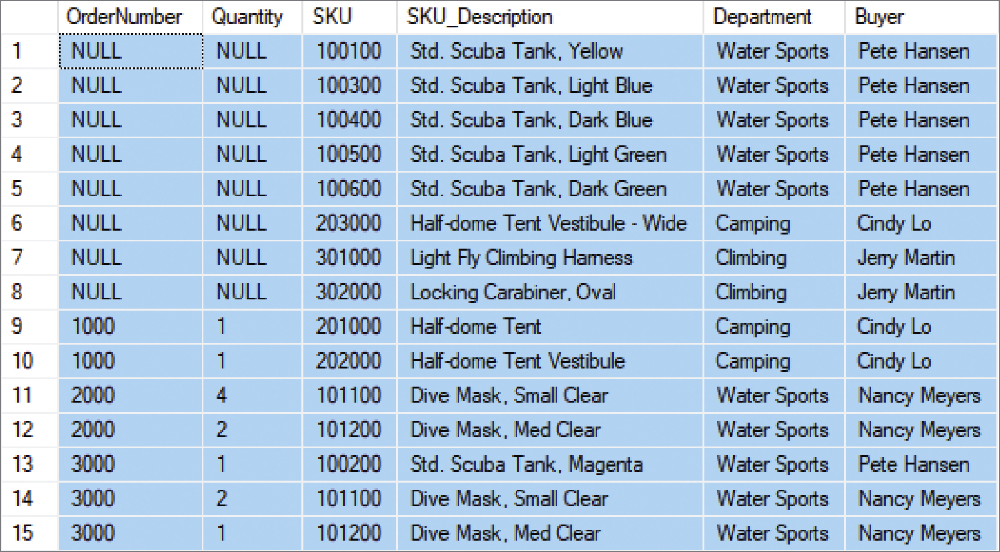 OrderNumber Quantity SKU SKU_Description Department Buyer
1 NULL NULL 100100 Std. Scuba Tank, Yellow Water Sports Pete Hansen
2 NULL NULL 100300 Std. Scuba Tank, Light Blue Water Sports Pete Hansen
3 NULL NULL 100400 Std. Scuba Tank, Dark Blue Water Sports Pete Hansen
4 NULL NULL 100500 Std. Scuba Tank, Light Green Water Sports Pete Hansen
5 NULL NULL 100600 Std. Scuba Tank, Dark Green Water Sports Pete Hansen
6 NULL NULL 203000 Half-dome Tent Vestibule - Wide Camping Cindy Lo
7 NULL NULL 301000 Light Fly Climbing Harness Climbing Jerry Martin
8 NULL NULL 302000 Locking Carabiner, Oval Climbing Jerry Martin
9 1000 1 201000 Half-dome Tent Camping Cindy Lo
10 1000 1 202000 Half-dome Tent Vestibule Camping Cindy Lo
11 2000 4 101100 Dive Mask, Small Clear Water Sports Nancy Meyers
12 2000 2 101200 Dive Mask, Med Clear Water Sports Nancy Meyers
13 3000 1 100200 Std. Scuba Tank, Magenta Water Sports Pete Hansen
14 3000 2 101100 Dive Mask, Small Clear Water Sports Nancy Meyers
15 3000 1 101200 Dive Mask, Med Clear Water Sports Nancy Meyers